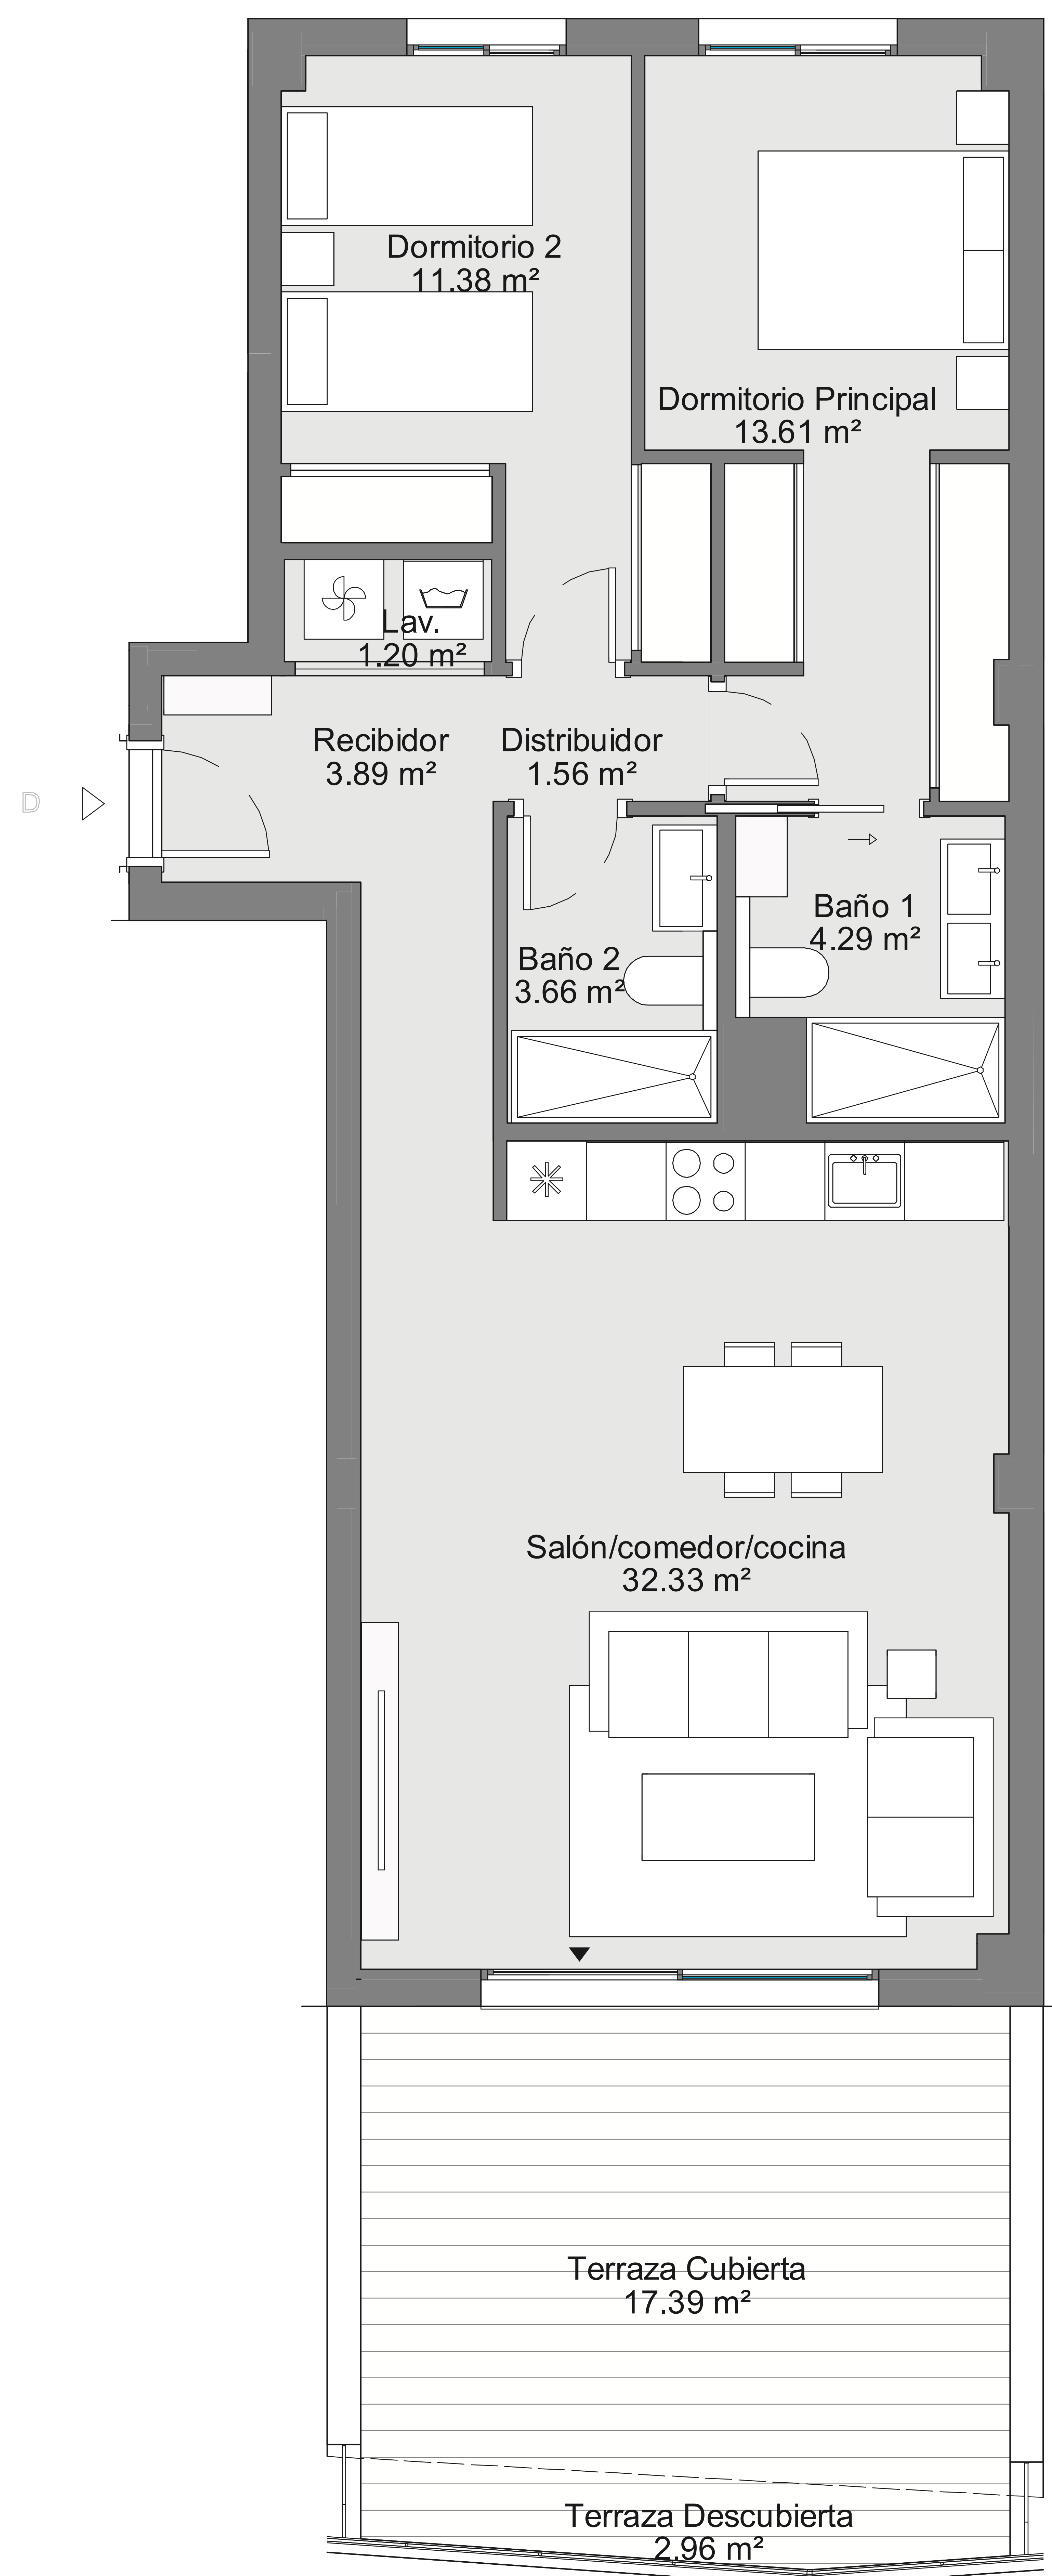 Dormitorio 2
11.38 m²
Dormitorio Principal
13.61 m²
Lav.
1.20 m²
Recibidor
3.89 m²
Distribuidor
1.56 m²
D
Baño 1
4.29 m²
Baño 2
3.66 m²
Salón/comedor/cocina
32.33 m²
Terraza Cubierta
17.39 m²
Terraza Descubierta
2.96 m²